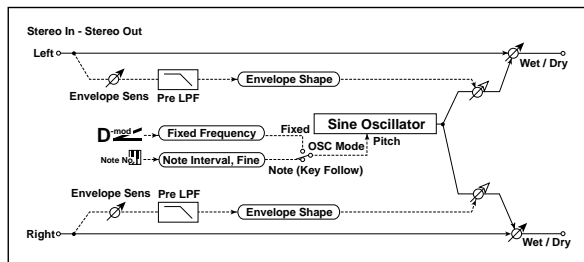 Stereo In - Stereo Out
Left
Wet / Dry
Envelope Sens
Pre LPF
Envelope Shape
D-mod
Fixed Frequency
Fixed
Sine Oscillator
OSC Mode
Pitch
Note No.
Note Interval, Fine
Note (Key Follow)
Envelope Sens
Pre LPF
Envelope Shape
Right
Wet / Dry